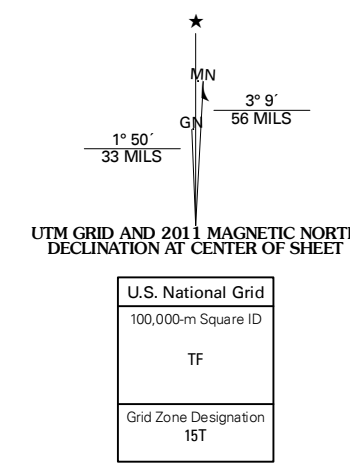 ★
MN
3° 9´
56 MILS
GN
1° 50´
33 MILS
UTM GRID AND 2011 MAGNETIC NORT
DECLINATION AT CENTER OF SHEET
U.S. National Grid
100,000-m Square ID
TF
Grid Zone Designation
15T